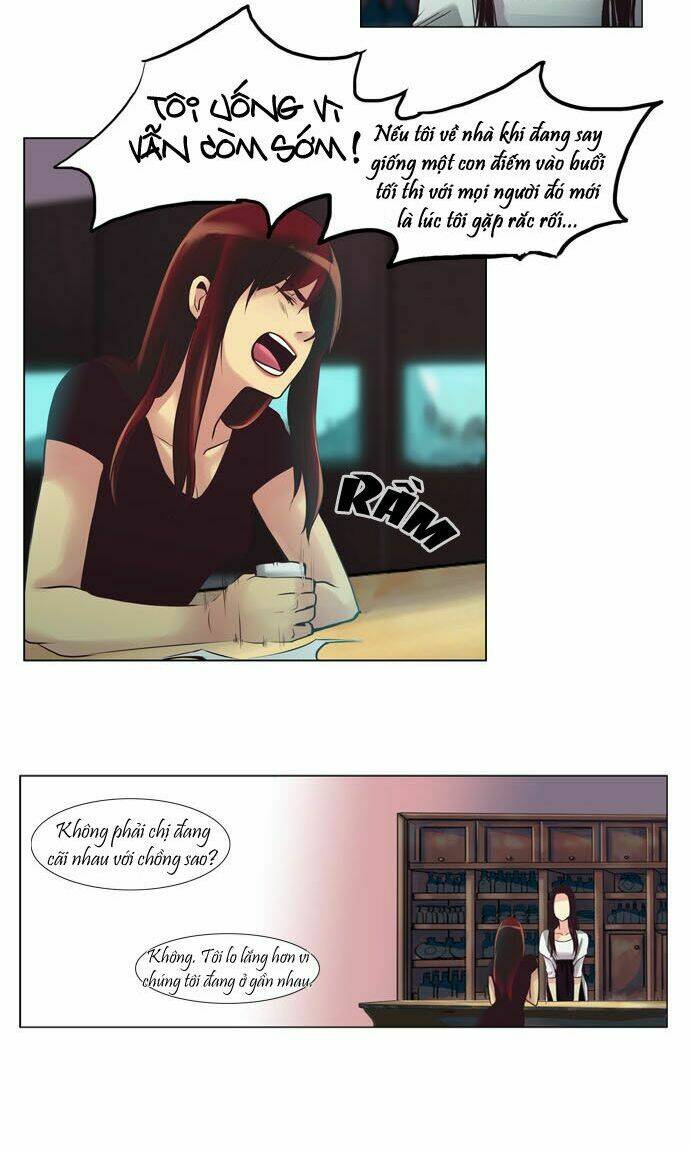 TÔI UỐNG VÌ
VẪN CÒM SỚM!
Nếu tôi về nhà khi đang say
giống một con điếm vào buổi
tối thì với mọi người đó mới
là lúc tôi gặp rắc rối...
RẦM
Không phải chị đang
cãi nhau với chồng sao?
Không. Tôi lo lắng hơn vì
chúng tôi đang ở gần nhau.